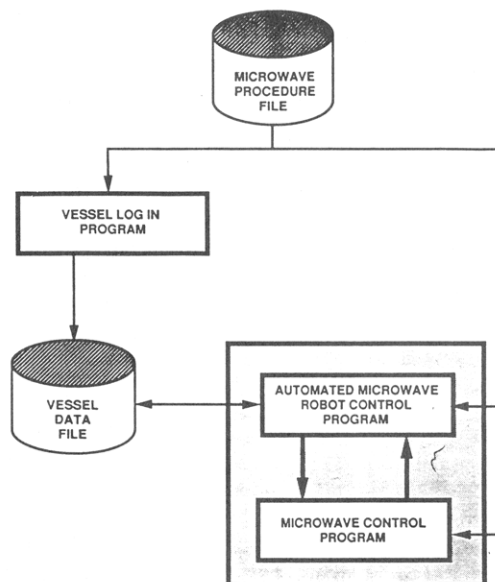 MICROWAVE
PROCEDURE
FILE
VESSEL LOG IN
PROGRAM
VESSEL
DATA
FILE
AUTOMATED MICROWAVE
ROBOT CONTROL
PROGRAM
MICROWAVE CONTROL
PROGRAM